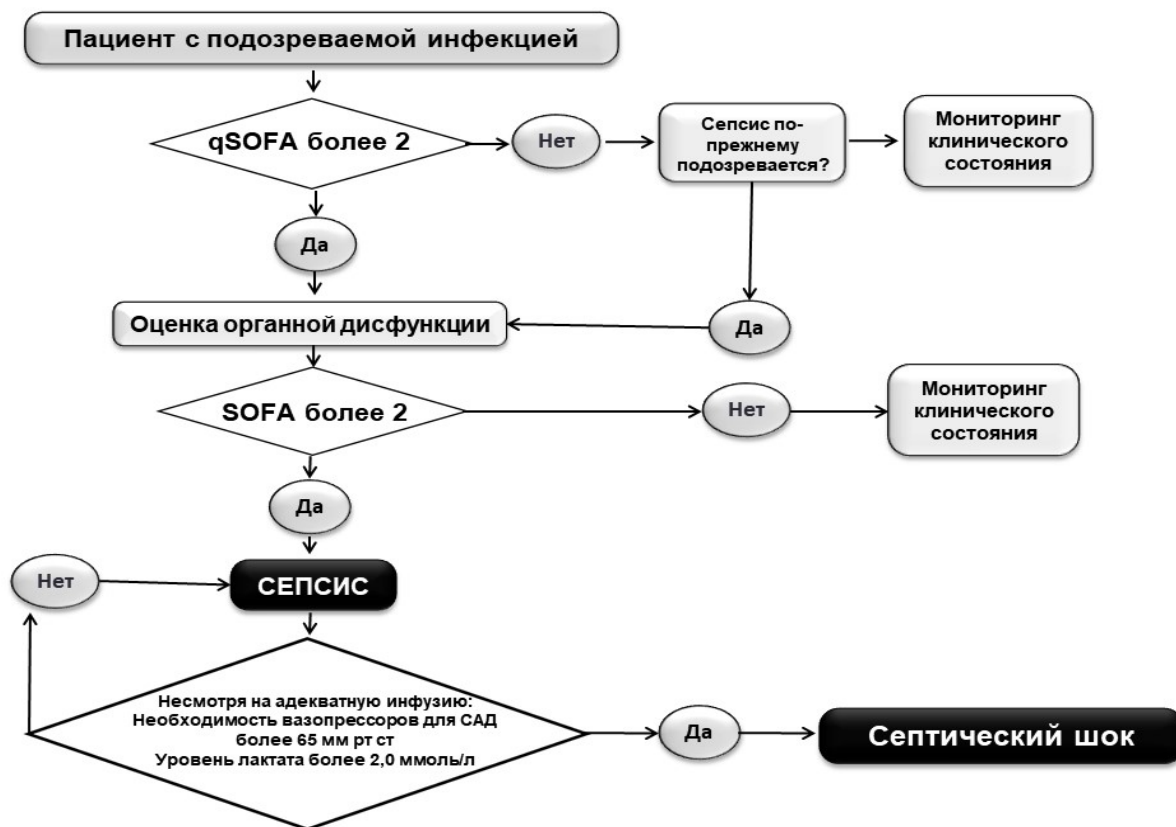 Пациент с подозреваемой инфекцией
qSOFA более 2
Нет
Сепсис по-
прежнему
подозревается?
Мониторинг
клинического
состояния
Да
Оценка органной дисфункции
Да
SOFA более 2
Нет
Мониторинг
клинического
состояния
Да
Нет
СЕПСИС
Несмотря на адекватную инфузию:
Необходимость вазопрессоров для САД
более 65 мм рт ст
Уровень лактата более 2,0 ммоль/л
Да
Септический шок